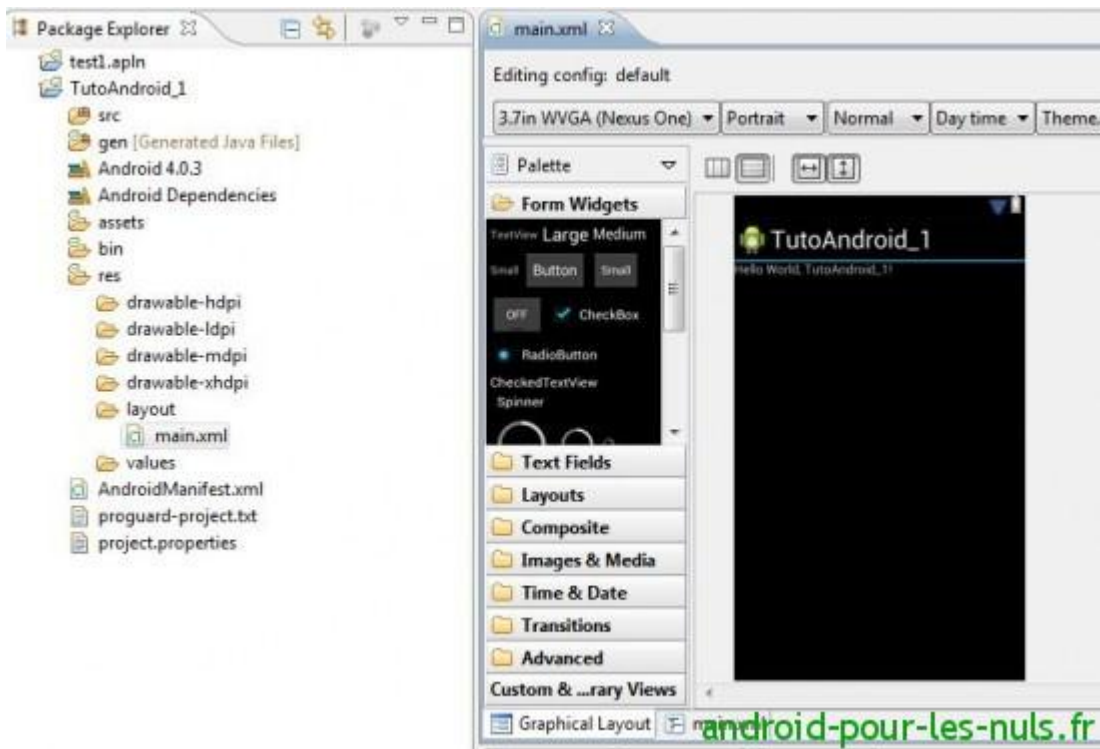 Package Explorer
test1.apln
TutoAndroid_1
src
gen [Generated Java Files]
Android 4.0.3
Android Dependencies
assets
bin
res
drawable-hdpi
drawable-ldpi
drawable-mdpi
drawable-xhdpi
layout
main.xml
values
AndroidManifest.xml
proguard-project.txt
project.properties
main.xml
Editing config: default
3.7in WVGA (Nexus One) Portrait Normal Day time Theme.
Palette
Form Widgets
TextView Large Medium
Small Button Small
OFF CheckBox
RadioButton
CheckedTextView
Spinner
Text Fields
Layouts
Composite
Images & Media
Time & Date
Transitions
Advanced
Custom & ...rary Views
Graphical Layout
TutoAndroid_1
Hello World, TutoAndroid_1!
android-pour-les-nuls.fr